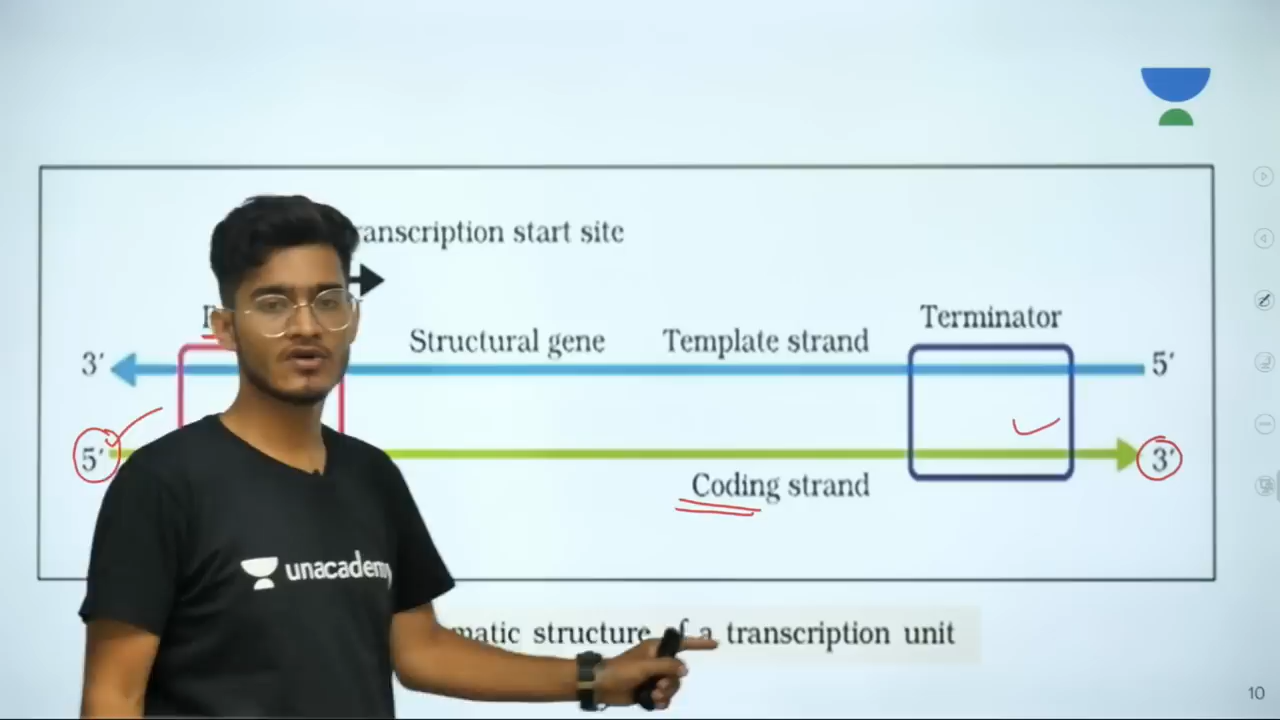 ranscription start site
Structural gene Template strand Terminator
3′ 5′
5′ 3′
Coding strand
unacadem
matic structure of a transcription unit
10